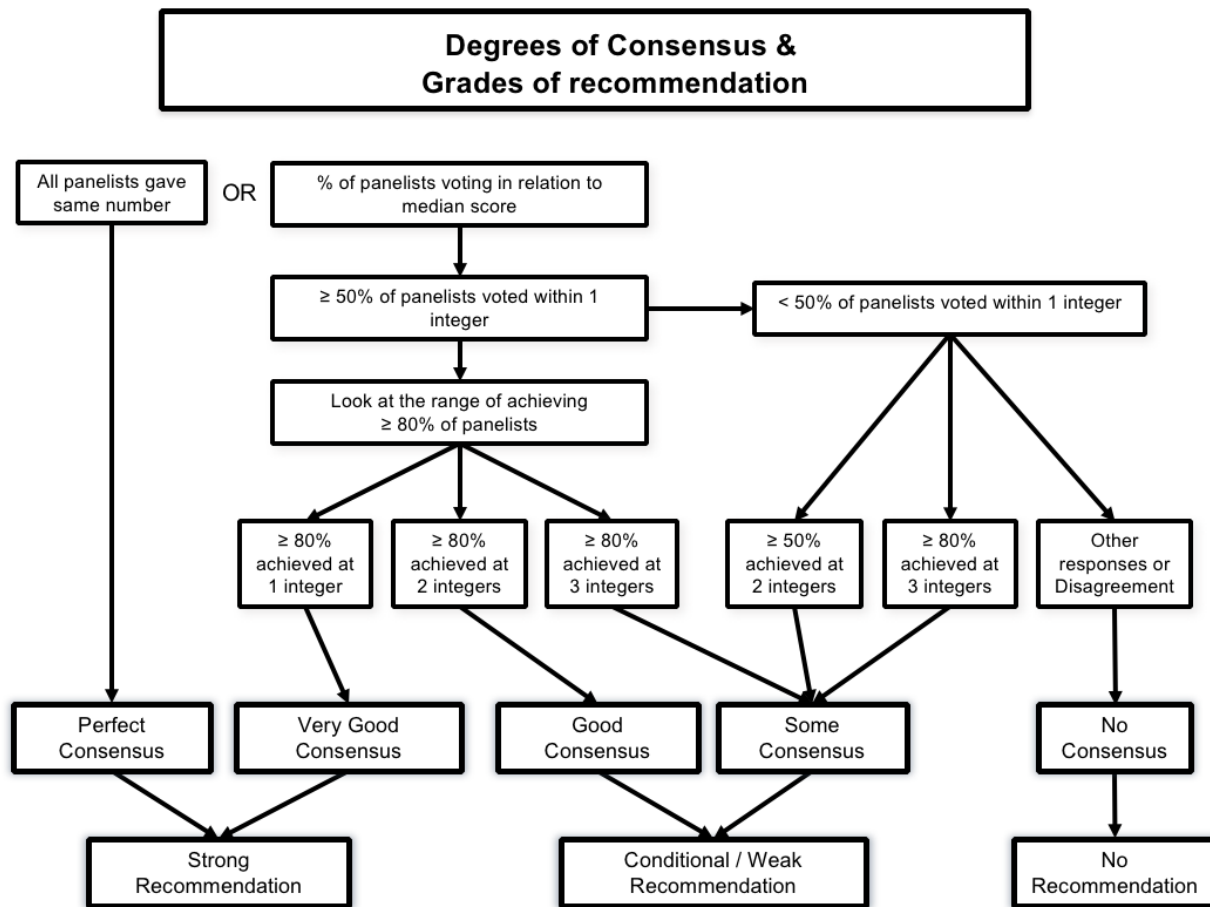 Degrees of Consensus &
Grades of recommendation
All panelists gave
same number
OR
% of panelists voting in relation to
median score
≥ 50% of panelists voted within 1
integer
< 50% of panelists voted within 1 integer
Look at the range of achieving
≥ 80% of panelists
≥ 80%
achieved at
1 integer
≥ 80%
achieved at
2 integers
≥ 80%
achieved at
3 integers
≥ 50%
achieved at
2 integers
≥ 80%
achieved at
3 integers
Other
responses or
Disagreement
Perfect
Consensus
Very Good
Consensus
Good
Consensus
Some
Consensus
No
Consensus
Strong
Recommendation
Conditional / Weak
Recommendation
No
Recommendation